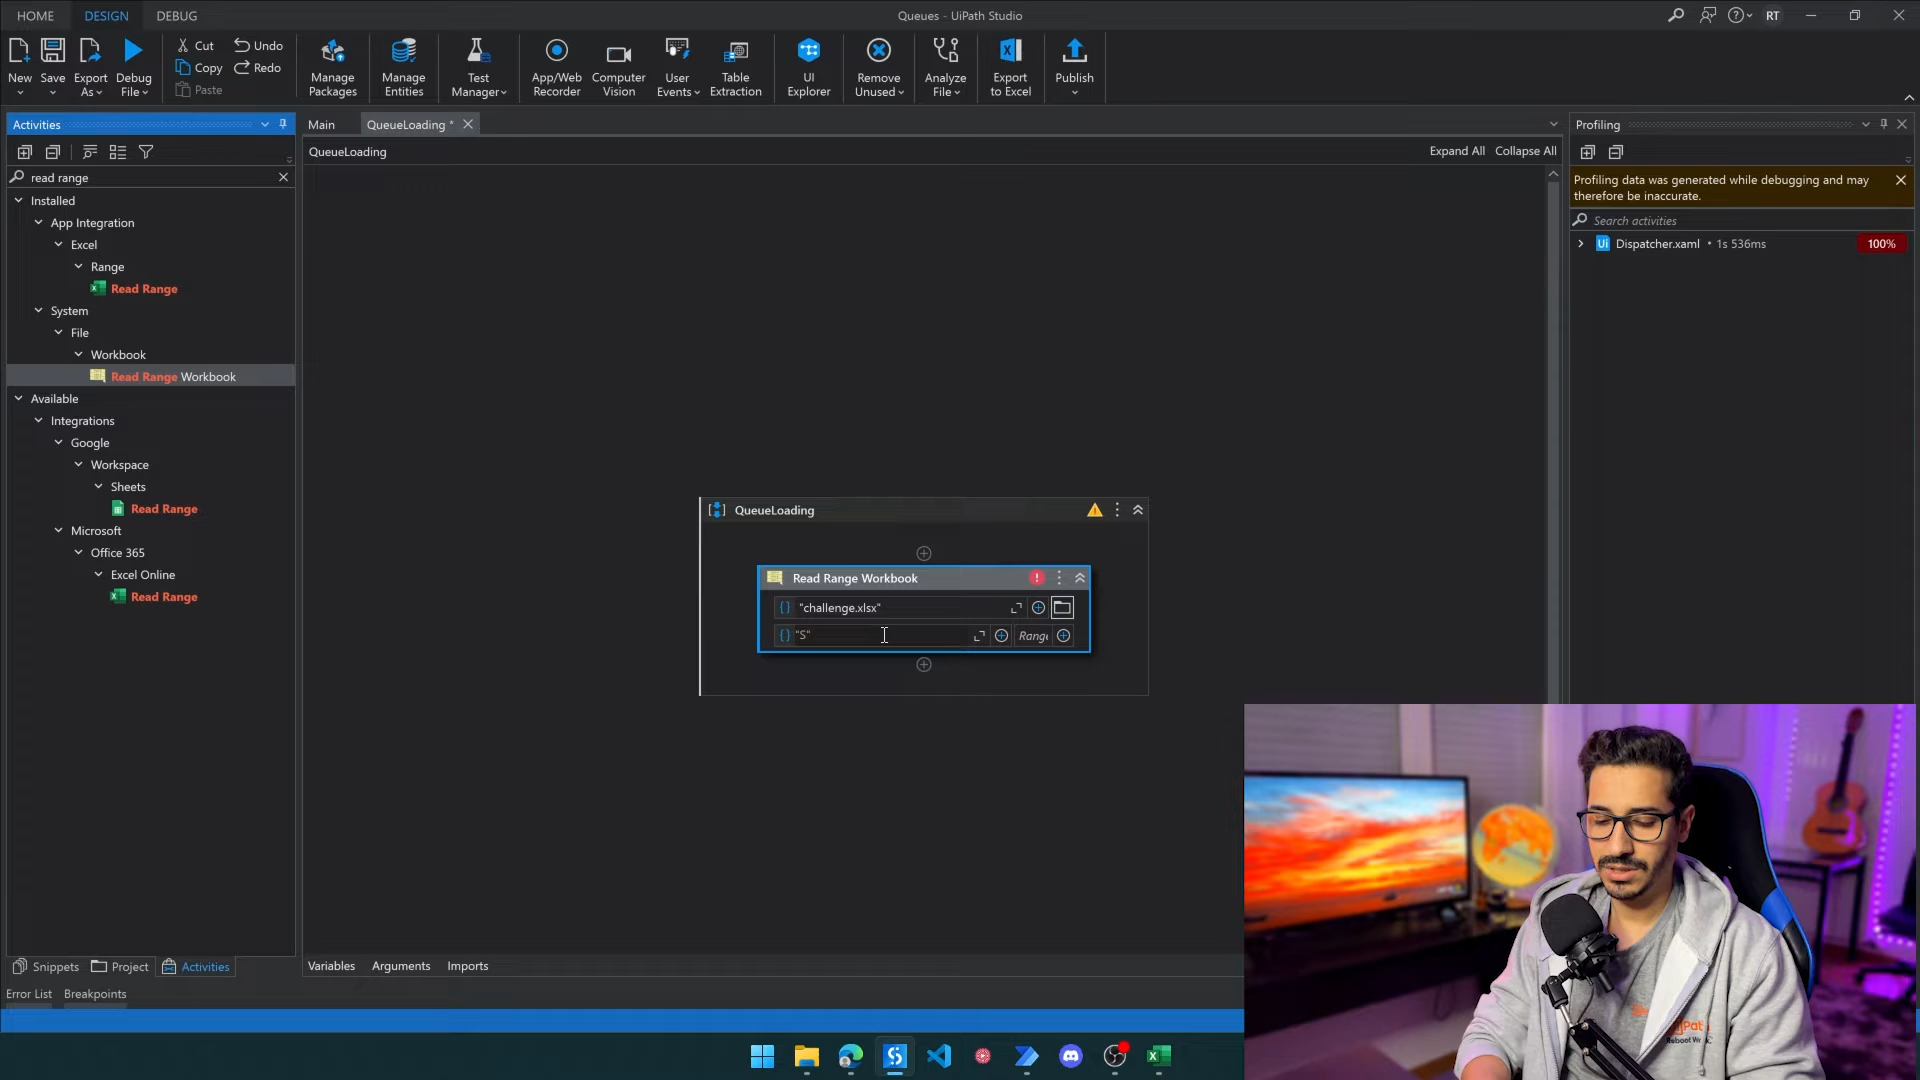 HOME DESIGN DEBUG
Queues - UiPath Studio
RT
New Save Export As Debug File
Cut Undo
Copy Redo
Paste
Manage Packages
Manage Entities
Test Manager
App/Web Recorder
Computer Vision
User Events
Table Extraction
UI Explorer
Remove Unused
Analyze File
Export to Excel
Publish
Activities
read range
Installed
App Integration
Excel
Range
Read Range
System
File
Workbook
Read Range Workbook
Available
Integrations
Google
Workspace
Sheets
Read Range
Microsoft
Office 365
Excel Online
Read Range
Snippets Project Activities
Error List Breakpoints
Main QueueLoading *
QueueLoading
Expand All Collapse All
QueueLoading
Read Range Workbook
"challenge.xlsx"
"S"
Range
Variables Arguments Imports
Profiling
Profiling data was generated while debugging and may
therefore be inaccurate.
Search activities
Ui Dispatcher.xaml • 1s 536ms 100%
Reboot Work